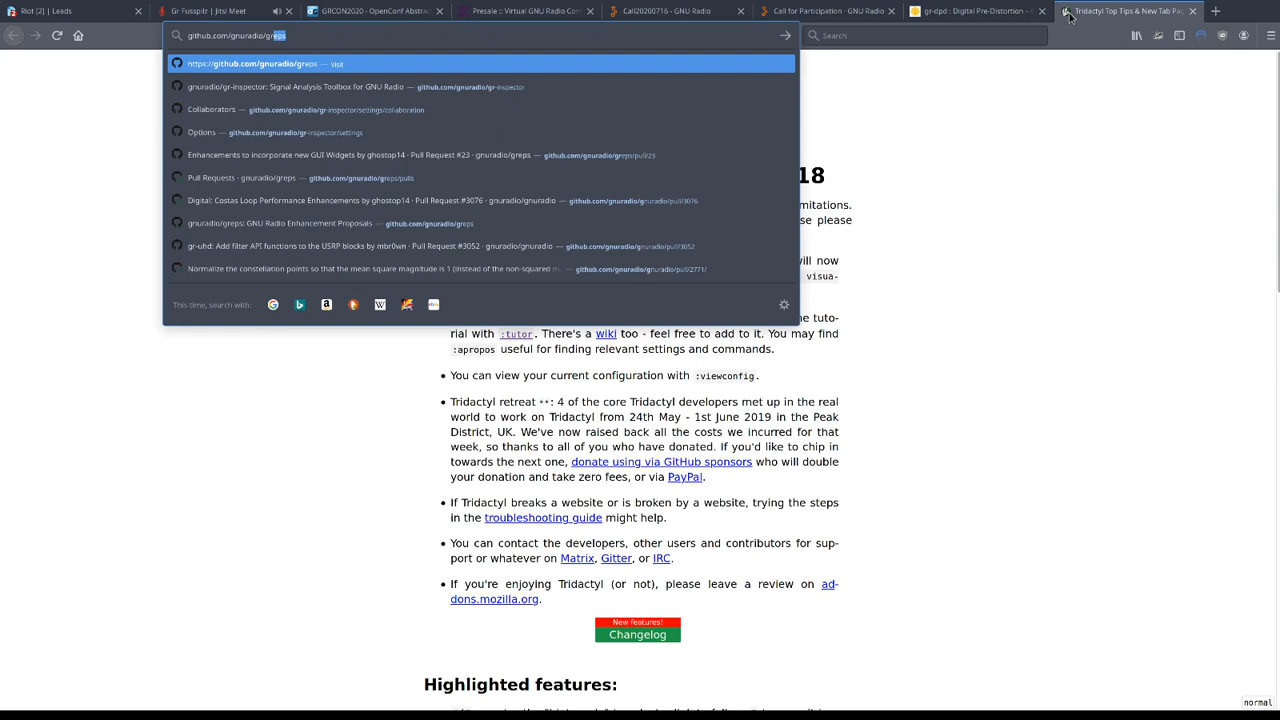 Riot [2] | Leads
Gr Fusspilz | Jitsi Meet
GRCON2020 - OpenConf Abstra
Presale :: Virtual GNU Radio Con
Call20200716 - GNU Radio
Call for Participation - GNU Radio
gr-dpd : Digital Pre-Distortion -
Tridactyl Top Tips & New Tab Pag
github.com/gnuradio/greps
Search
https://github.com/gnuradio/greps — Visit
gnuradio/gr-inspector: Signal Analysis Toolbox for GNU Radio — github.com/gnuradio/gr-inspector
Collaborators — github.com/gnuradio/gr-inspector/settings/collaboration
Options — github.com/gnuradio/gr-inspector/settings
Enhancements to incorporate new GUI Widgets by ghostop14 · Pull Request #23 · gnuradio/greps — github.com/gnuradio/greps/pull/23
Pull Requests · gnuradio/greps — github.com/gnuradio/greps/pulls
Digital: Costas Loop Performance Enhancements by ghostop14 · Pull Request #3076 · gnuradio/gnuradio — github.com/gnuradio/gnuradio/pull/3076
gnuradio/greps: GNU Radio Enhancement Proposals — github.com/gnuradio/greps
gr-uhd: Add filter API functions to the USRP blocks by mbr0wn · Pull Request #3052 · gnuradio/gnuradio — github.com/gnuradio/gnuradio/pull/3052
Normalize the constellation points so that the mean square magnitude is 1 (instead of the non-squared m — github.com/gnuradio/gnuradio/pull/2771/
This time, search with:
18
mitations.
se please
ill now
visua-
the tuto-
rial with :tutor. There's a wiki too - feel free to add to it. You may find
:apropos useful for finding relevant settings and commands.
• You can view your current configuration with :viewconfig.
• Tridactyl retreat **: 4 of the core Tridactyl developers met up in the real
world to work on Tridactyl from 24th May - 1st June 2019 in the Peak
District, UK. We've now raised back all the costs we incurred for that
week, so thanks to all of you who have donated. If you'd like to chip in
towards the next one, donate using via GitHub sponsors who will double
your donation and take zero fees, or via PayPal.
• If Tridactyl breaks a website or is broken by a website, trying the steps
in the troubleshooting guide might help.
• You can contact the developers, other users and contributors for sup-
port or whatever on Matrix, Gitter, or IRC.
• If you're enjoying Tridactyl (or not), please leave a review on ad-
dons.mozilla.org.
New features!
Changelog
Highlighted features:
normal